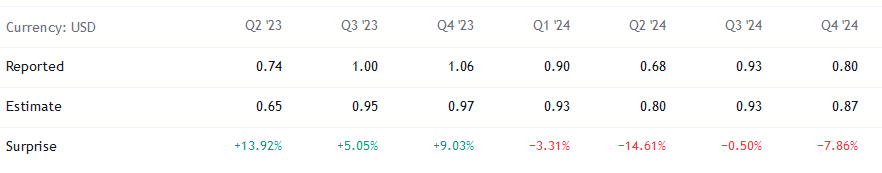 Currency: USD Q2 '23 Q3 '23 Q4 '23 Q1 '24 Q2 '24 Q3 '24 Q4 '24
Reported 0.74 1.00 1.06 0.90 0.68 0.93 0.80
Estimate 0.65 0.95 0.97 0.93 0.80 0.93 0.87
Surprise +13.92% +5.05% +9.03% −3.31% −14.61% −0.50% −7.86%